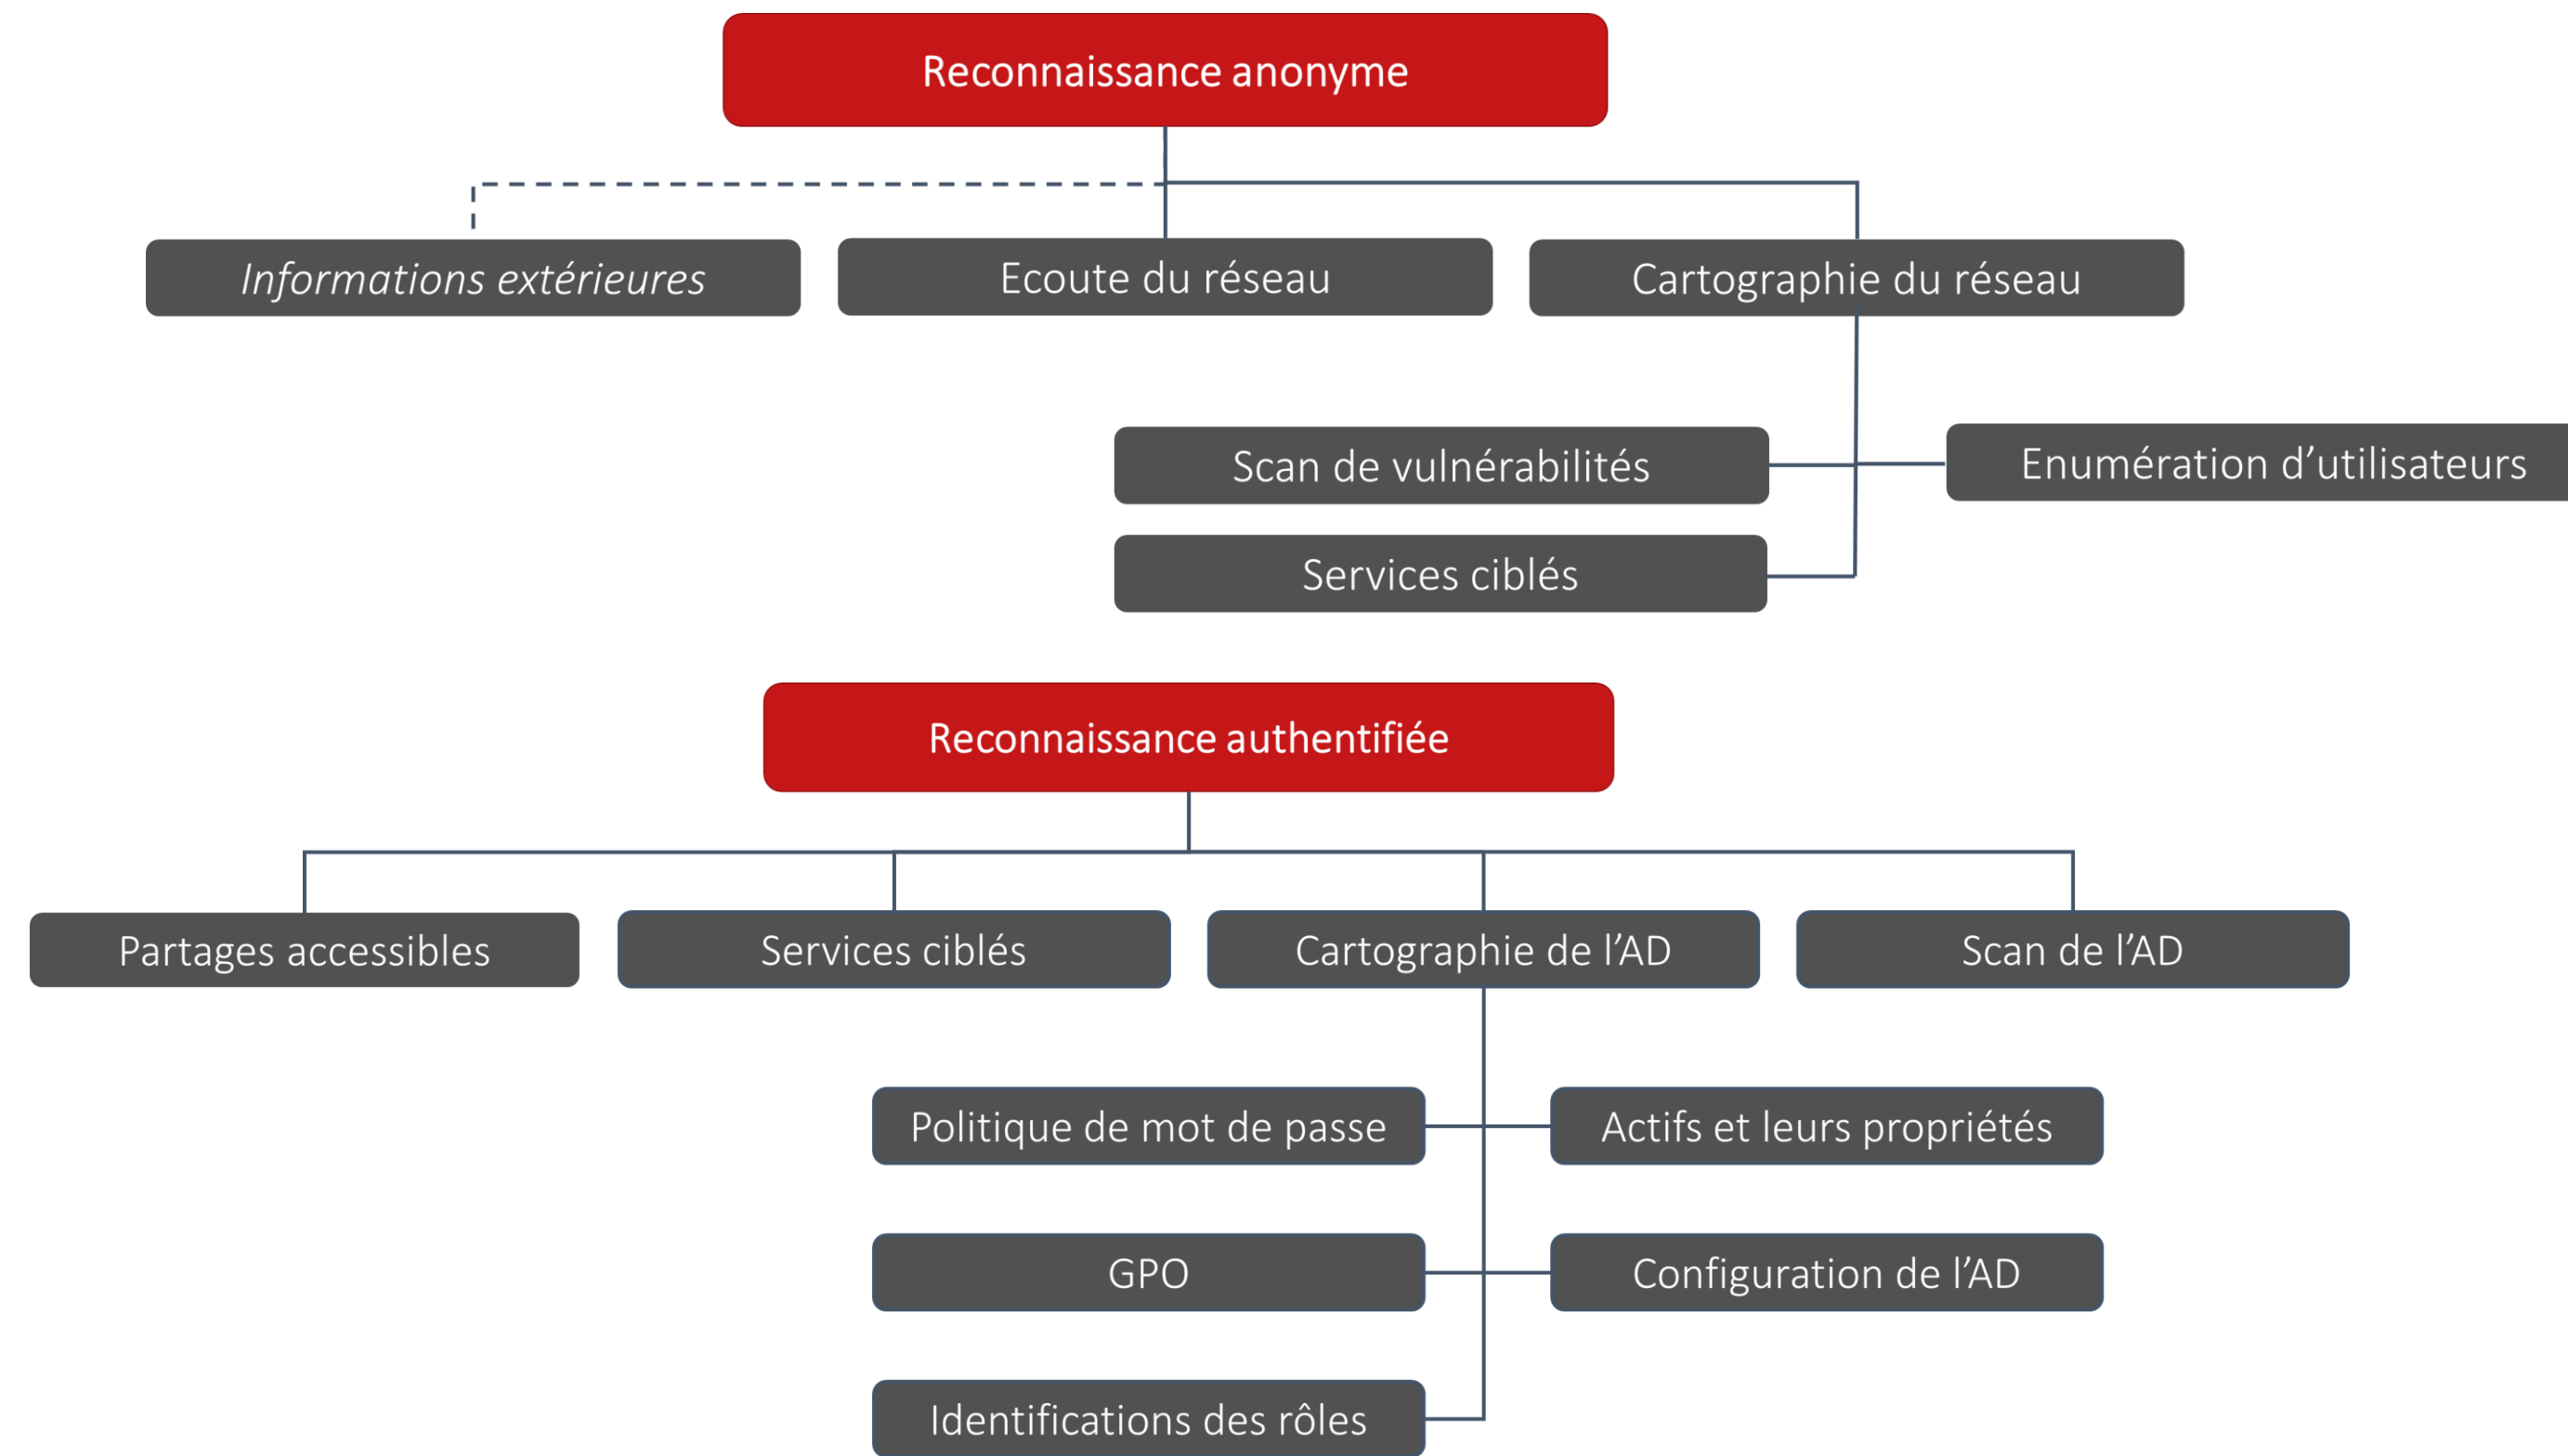 Reconnaissance anonyme
Informations extérieures
Ecoute du réseau
Cartographie du réseau
Scan de vulnérabilités
Enumération d’utilisateurs
Services ciblés
Reconnaissance authentifiée
Partages accessibles
Services ciblés
Cartographie de l’AD
Scan de l’AD
Politique de mot de passe
Actifs et leurs propriétés
GPO
Configuration de l’AD
Identifications des rôles